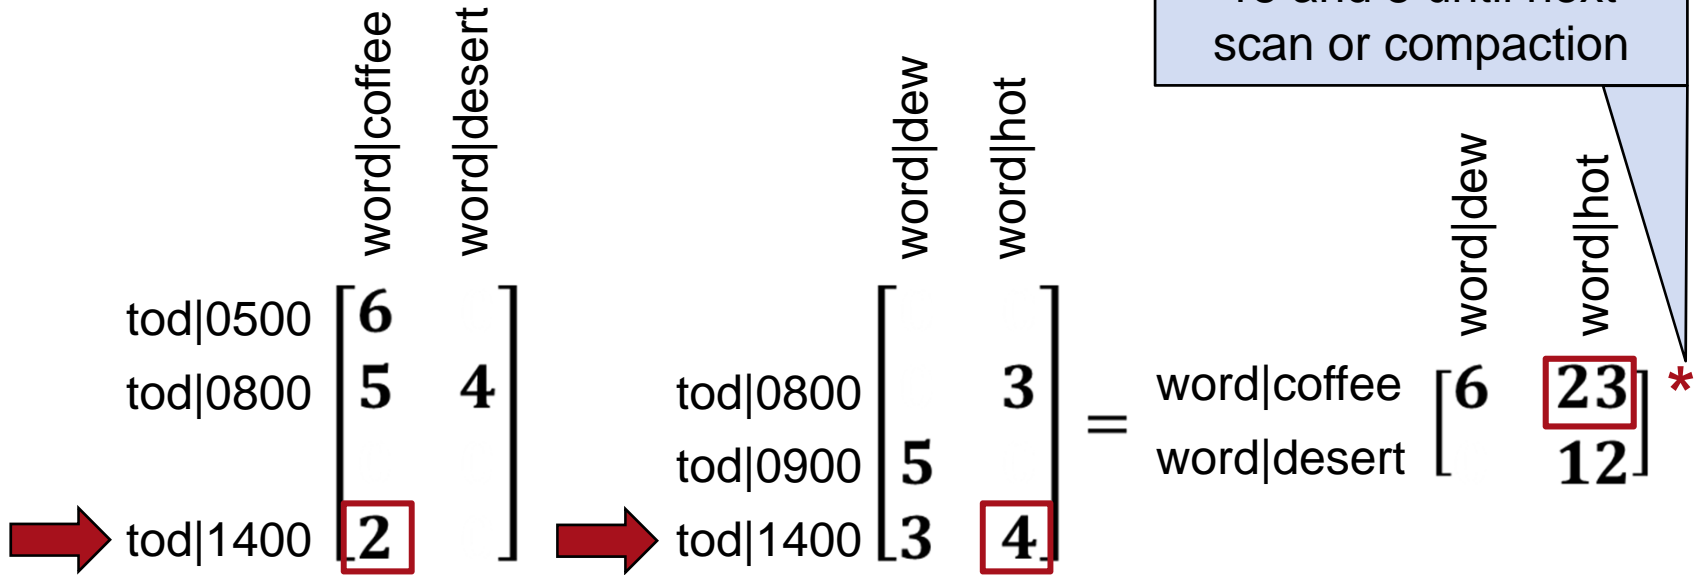 scan or compaction
word|coffee
word|desert
word|dew
word|hot
word|dew
word|hot
tod|0500 6
tod|0800 5 4
tod|1400 2
tod|0800 3
tod|0900 5
tod|1400 3 4
=
word|coffee 6 23 *
word|desert 12